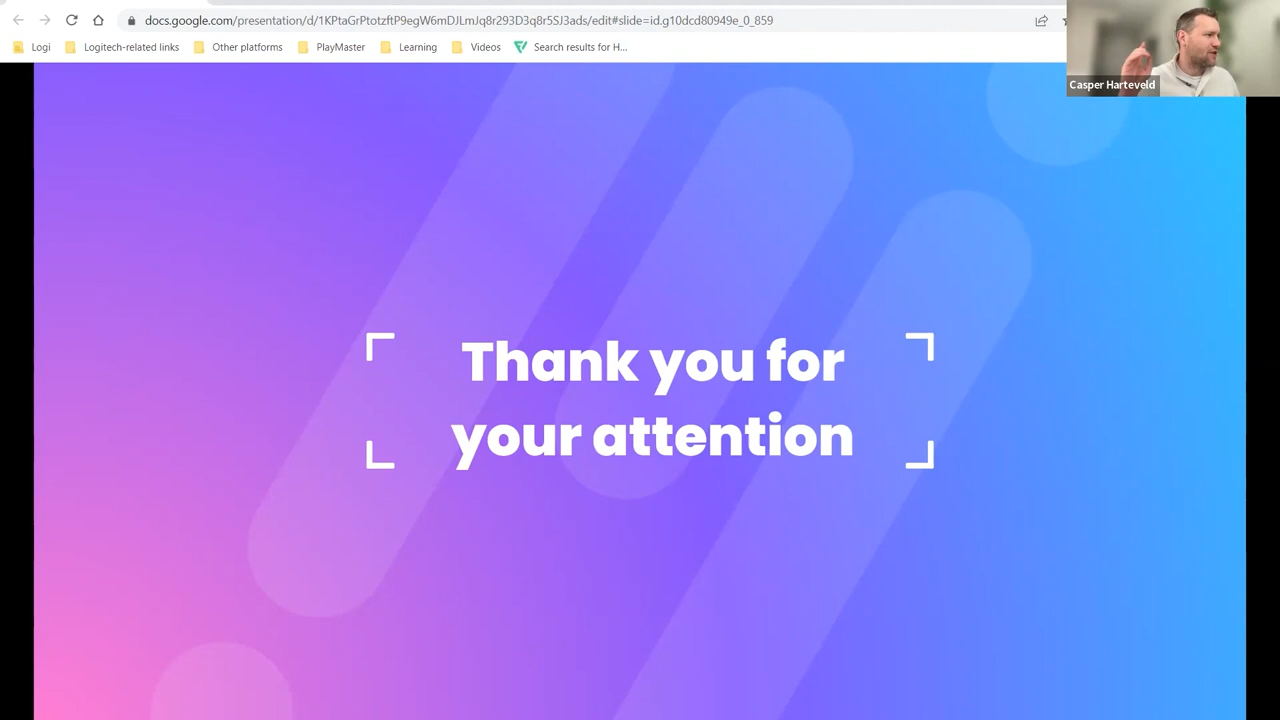 docs.google.com/presentation/d/1KPtaGrPtotzftP9egW6mDJLmJq8r293D3q8r5SJ3ads/edit#slide=id.g10dcd80949e_0_859
Logi
Logitech-related links
Other platforms
PlayMaster
Learning
Videos
Search results for H...
Casper Harteveld
Thank you for
your attention